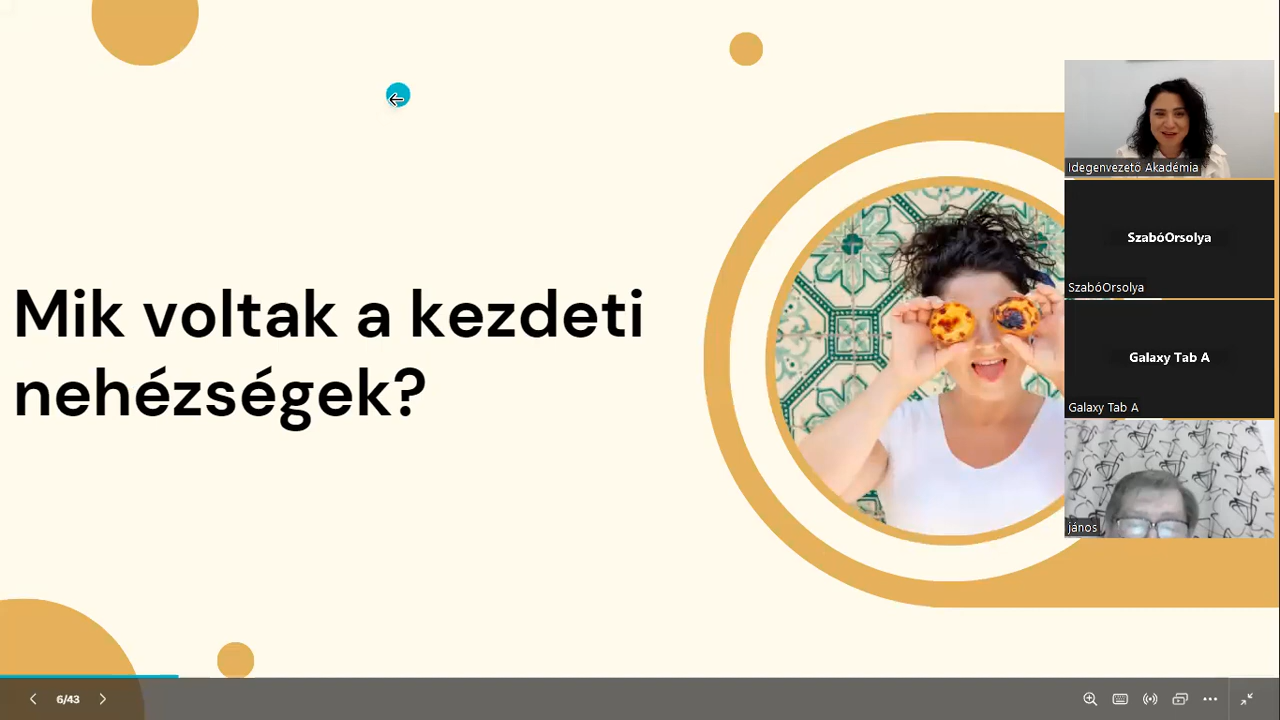 Mik voltak a kezdeti
nehézségek?
Idegenvezető Akadémia
SzabóOrsolya
SzabóOrsolya
Galaxy Tab A
Galaxy Tab A
jános
6/43